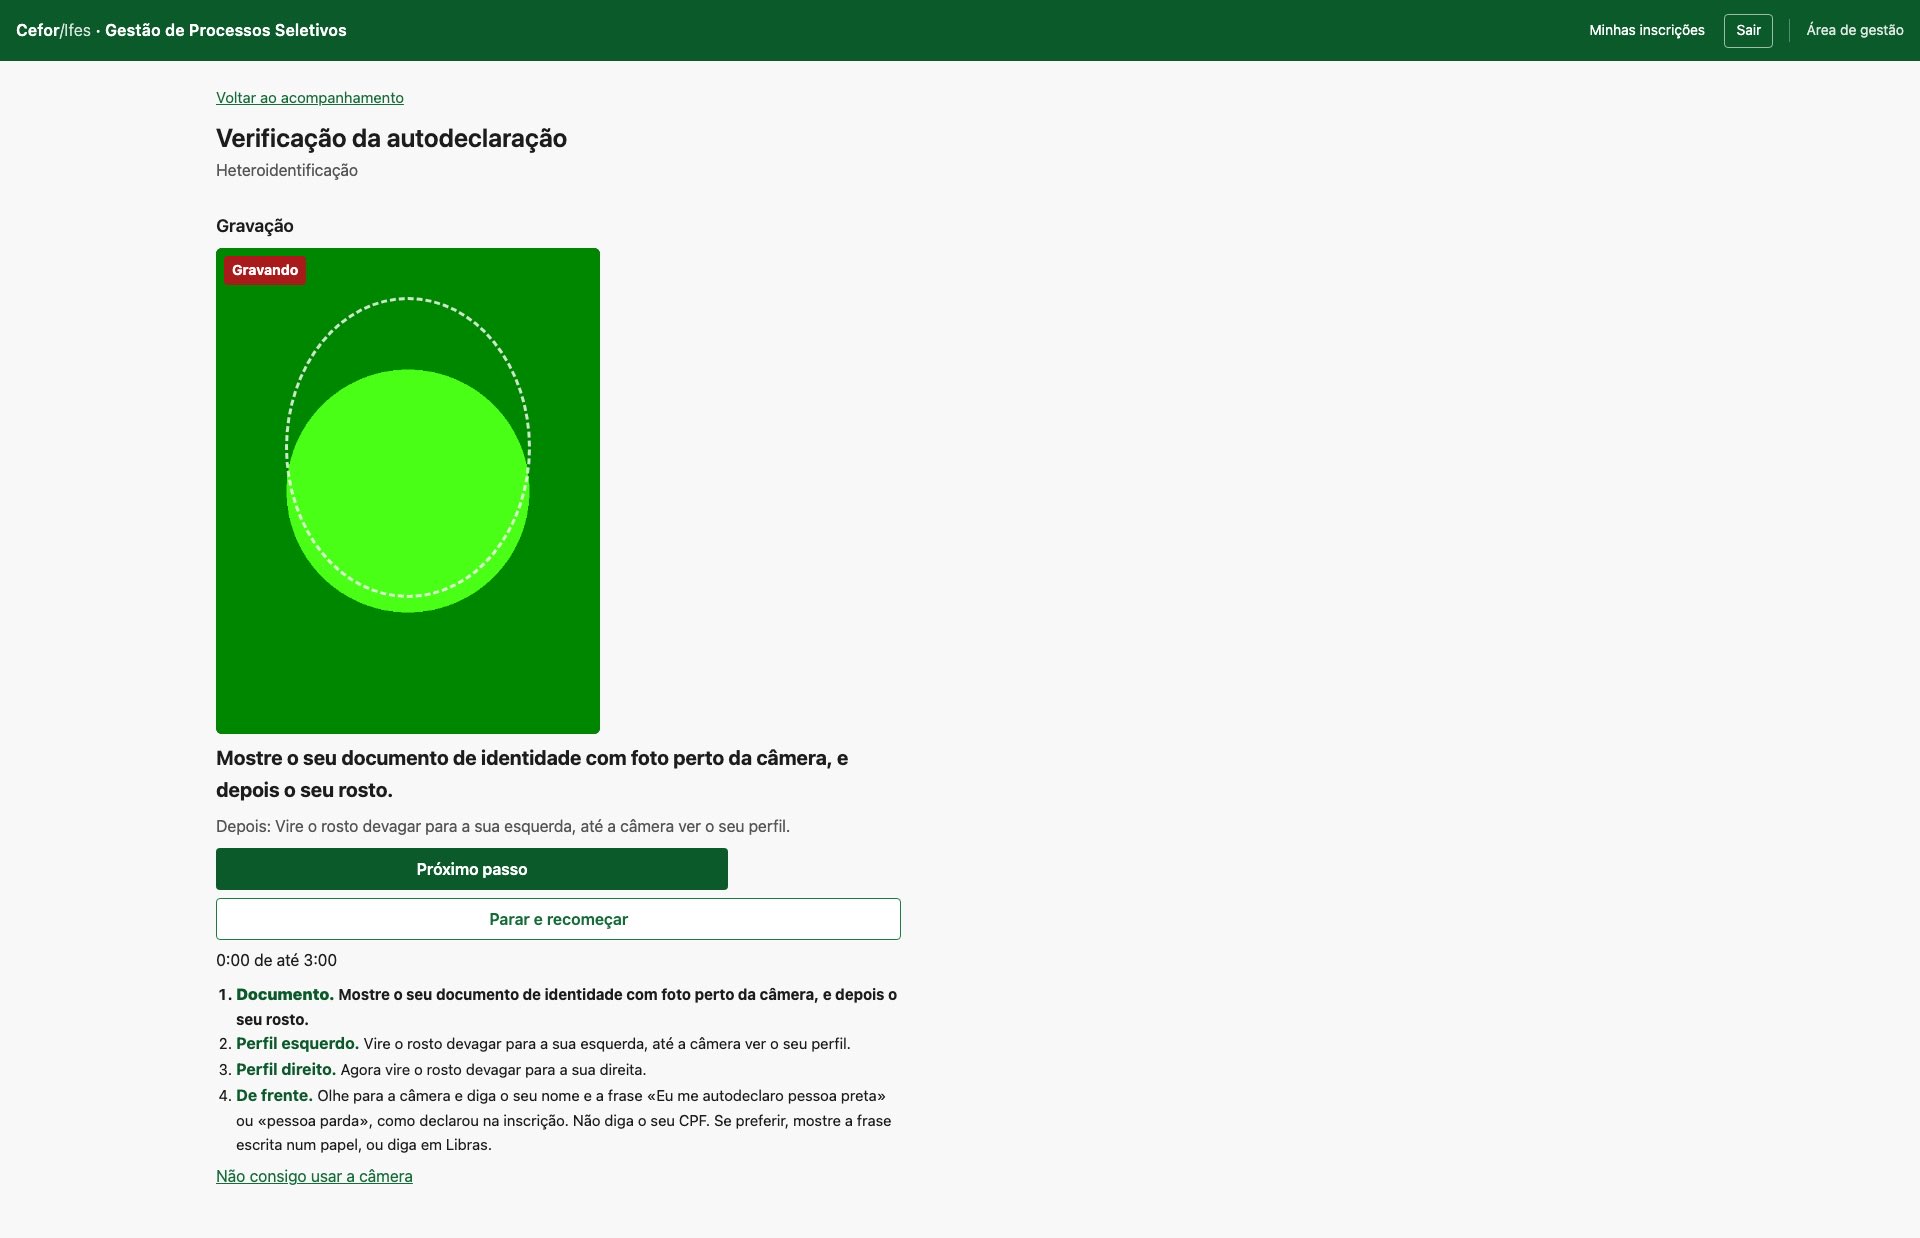 Cefor/Ifes · Gestão de Processos Seletivos
Minhas inscrições
Sair
Área de gestão
Voltar ao acompanhamento
Verificação da autodeclaração
Heteroidentificação
Gravação
Gravando
Mostre o seu documento de identidade com foto perto da câmera, e
depois o seu rosto.
Depois: Vire o rosto devagar para a sua esquerda, até a câmera ver o seu perfil.
Próximo passo
Parar e recomeçar
0:00 de até 3:00
1. Documento. Mostre o seu documento de identidade com foto perto da câmera, e depois o
seu rosto.
2. Perfil esquerdo. Vire o rosto devagar para a sua esquerda, até a câmera ver o seu perfil.
3. Perfil direito. Agora vire o rosto devagar para a sua direita.
4. De frente. Olhe para a câmera e diga o seu nome e a frase «Eu me autodeclaro pessoa preta»
ou «pessoa parda», como declarou na inscrição. Não diga o seu CPF. Se preferir, mostre a frase
escrita num papel, ou diga em Libras.
Não consigo usar a câmera